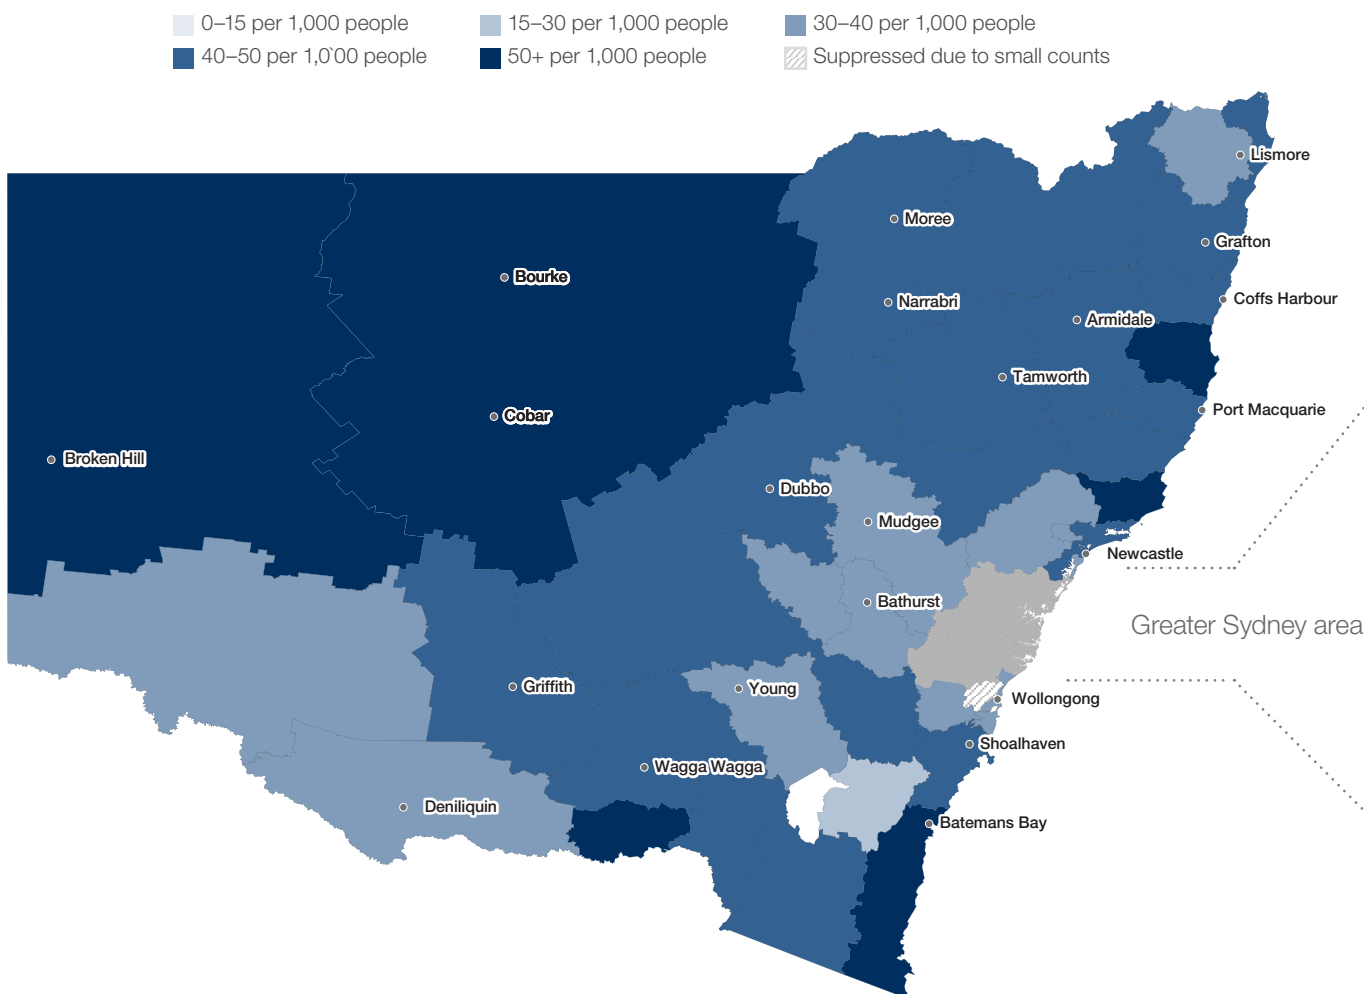 0–15 per 1,000 people
15–30 per 1,000 people
30–40 per 1,000 people
40–50 per 1,0`00 people
50+ per 1,000 people
Suppressed due to small counts
Lismore
Moree
Grafton
Bourke
Narrabri
Coffs Harbour
Armidale
Tamworth
Cobar
Port Macquarie
Broken Hill
Dubbo
Mudgee
Newcastle
Bathurst
Greater Sydney area
Griffith
Young
Wollongong
Shoalhaven
Wagga Wagga
Deniliquin
Batemans Bay